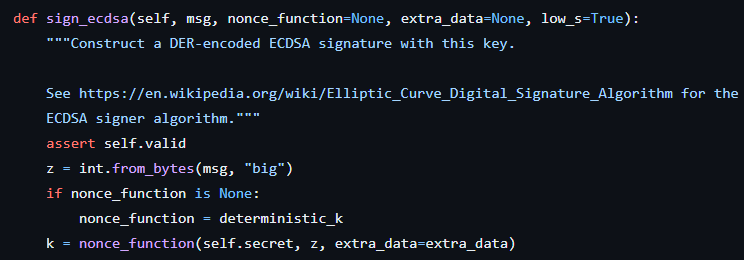 def sign_ecdsa(self, msg, nonce_function=None, extra_data=None, low_s=True):
"""Construct a DER-encoded ECDSA signature with this key.
See https://en.wikipedia.org/wiki/Elliptic_Curve_Digital_Signature_Algorithm for the
ECDSA signer algorithm."""
assert self.valid
z = int.from_bytes(msg, "big")
if nonce_function is None:
nonce_function = deterministic_k
k = nonce_function(self.secret, z, extra_data=extra_data)